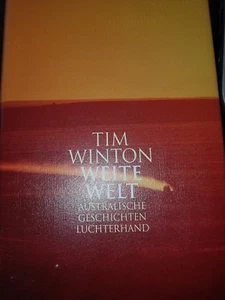 TIM
WINTON
WEITE
WELT
AUSTRALISCHE
GESCHICHTEN
LUCHTERHAND